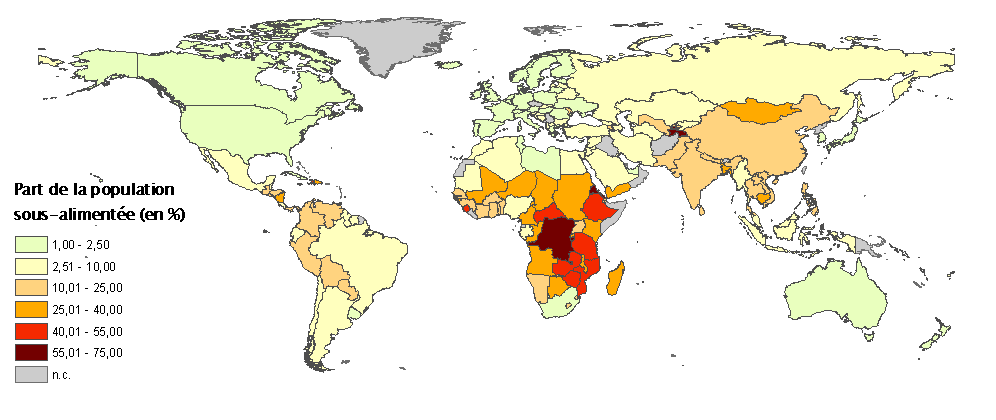 Part de la population
sous-alimentée (en %)
1,00 - 2,50
2,51 - 10,00
10,01 - 25,00
25,01 - 40,00
40,01 - 55,00
55,01 - 75,00
n.c.